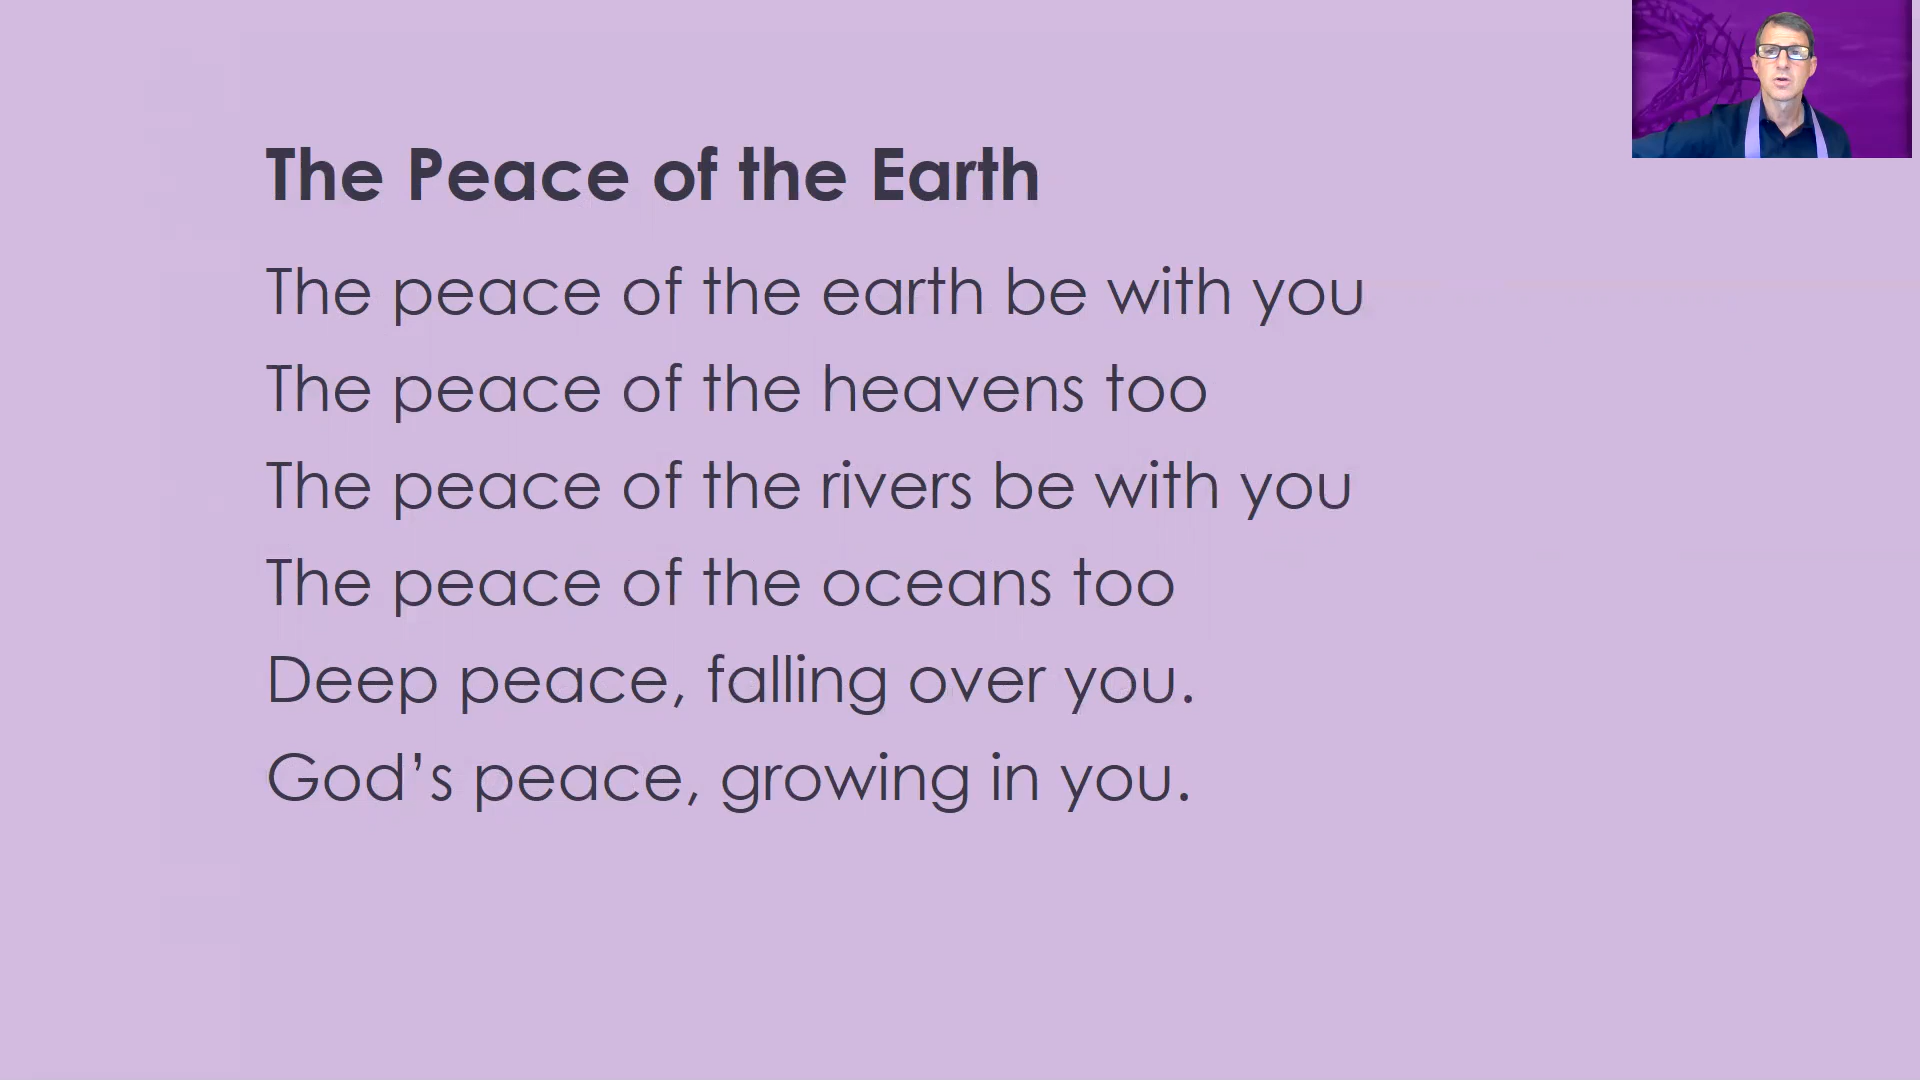 The Peace of the Earth
The peace of the earth be with you
The peace of the heavens too
The peace of the rivers be with you
The peace of the oceans too
Deep peace, falling over you.
God’s peace, growing in you.